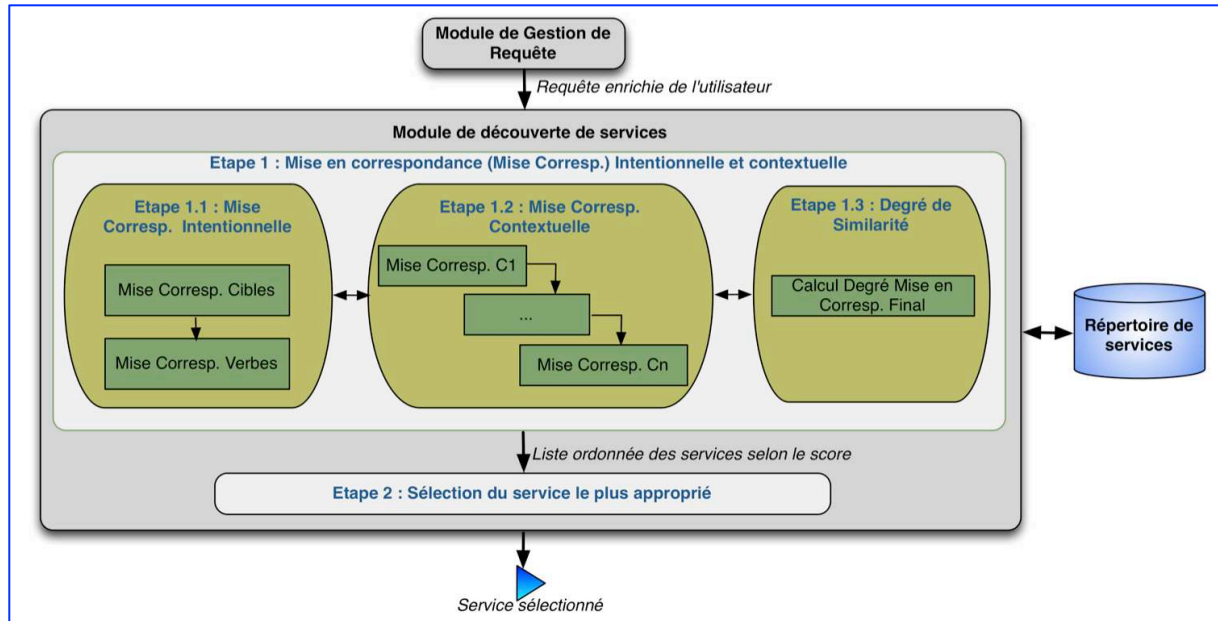 Module de Gestion de
Requête
Requête enrichie de l'utilisateur
Module de découverte de services
Etape 1 : Mise en correspondance (Mise Corresp.) Intentionnelle et contextuelle
Etape 1.1 : Mise
Corresp. Intentionnelle
Mise Corresp. Cibles
Mise Corresp. Verbes
Etape 1.2 : Mise Corresp.
Contextuelle
Mise Corresp. C1
...
Mise Corresp. Cn
Etape 1.3 : Degré de
Similarité
Calcul Degré Mise en
Corresp. Final
Répertoire de
services
Liste ordonnée des services selon le score
Etape 2 : Sélection du service le plus approprié
Service sélectionné